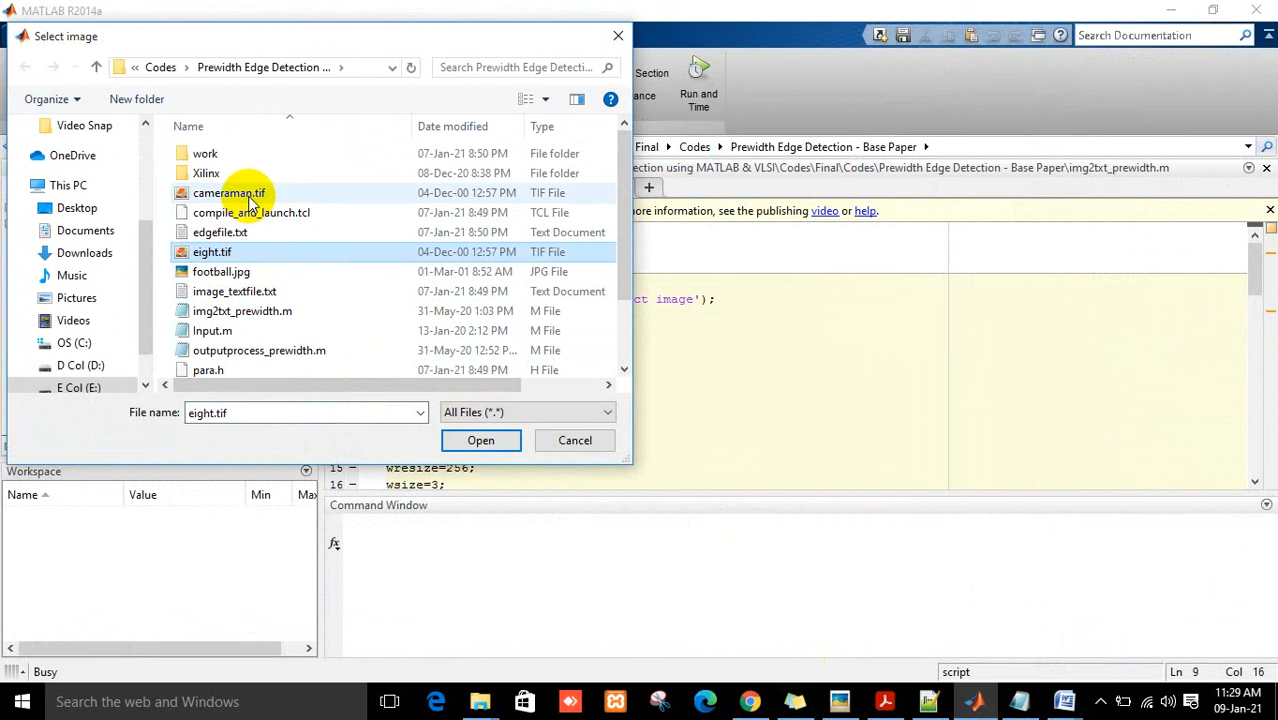 MATLAB R2014a
Select image
Search Documentation
Codes
Prewidth Edge Detection ...
Search Prewidth Edge Detecti...
Section
Run and
Time
ance
Organize
New folder
Video Snap
OneDrive
This PC
Desktop
Documents
Downloads
Music
Pictures
Videos
OS (C:)
D Col (D:)
E Col (E:)
Name Date modified Type
work 07-Jan-21 8:50 PM File folder
Xilinx 08-Dec-20 8:38 PM File folder
cameraman.tif 04-Dec-00 12:57 PM TIF File
compile_and_launch.tcl 07-Jan-21 8:49 PM TCL File
edgefile.txt 07-Jan-21 8:50 PM Text Document
eight.tif 04-Dec-00 12:57 PM TIF File
football.jpg 01-Mar-01 8:52 AM JPG File
image_textfile.txt 07-Jan-21 8:49 PM Text Document
img2txt_prewidth.m 31-May-20 1:03 PM M File
Input.m 13-Jan-20 2:12 PM M File
outputprocess_prewidth.m 31-May-20 12:52 P... M File
para.h 07-Jan-21 8:49 PM H File
File name: eight.tif All Files (*.*)
Open Cancel
Final Codes Prewidth Edge Detection - Base Paper
ection using MATLAB & VLSI\Codes\Final\Codes\Prewidth Edge Detection - Base Paper\img2txt_prewidth.m
more information, see the publishing video or help.
ct image');
15 – wresize=256;
16 – wsize=3;
Workspace
Name Value Min Max
Command Window
fx
Busy
script Ln 9 Col 16
Search the web and Windows
11:29 AM
09-Jan-21